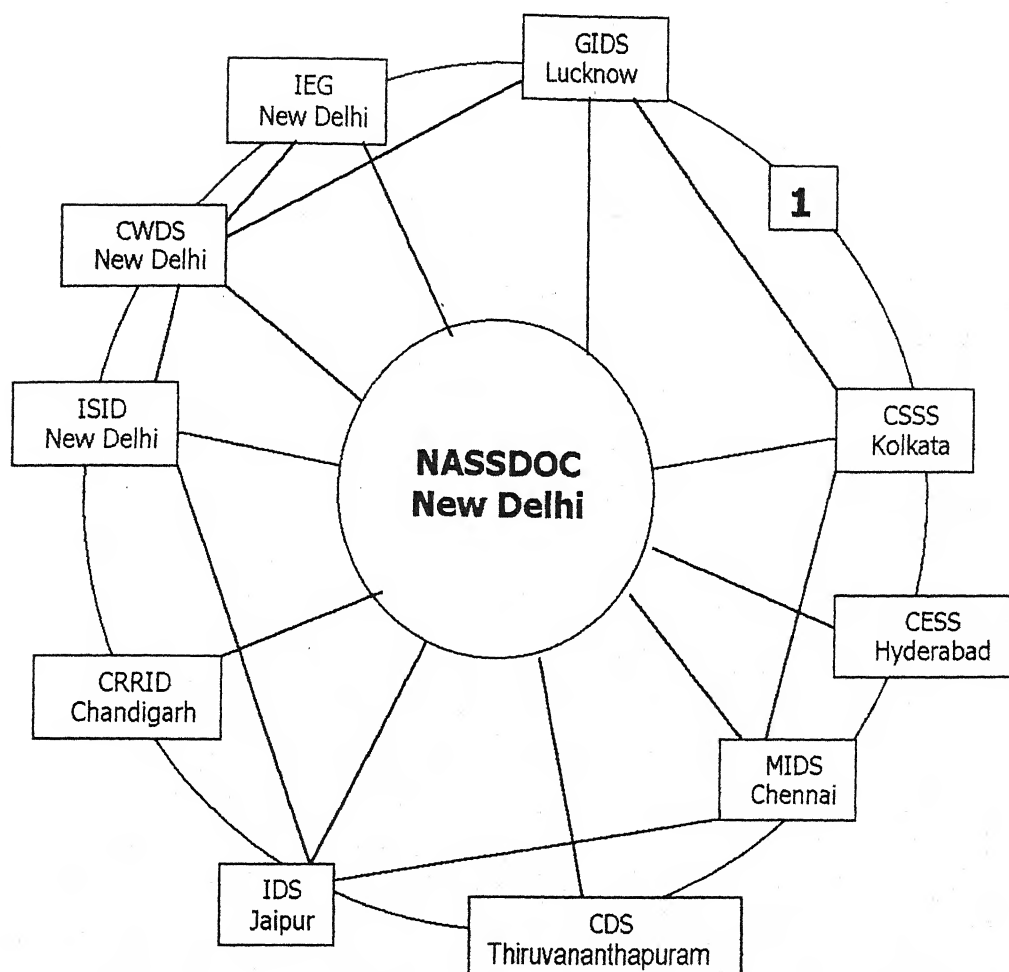 GIDS
Lucknow
IEG
New Delhi
1
CWDS
New Delhi
ISID
New Delhi
NASSDOC
New Delhi
CSSS
Kolkata
CESS
Hyderabad
CRRID
Chandigarh
MIDS
Chennai
IDS
Jaipur
CDS
Thiruvananthapuram